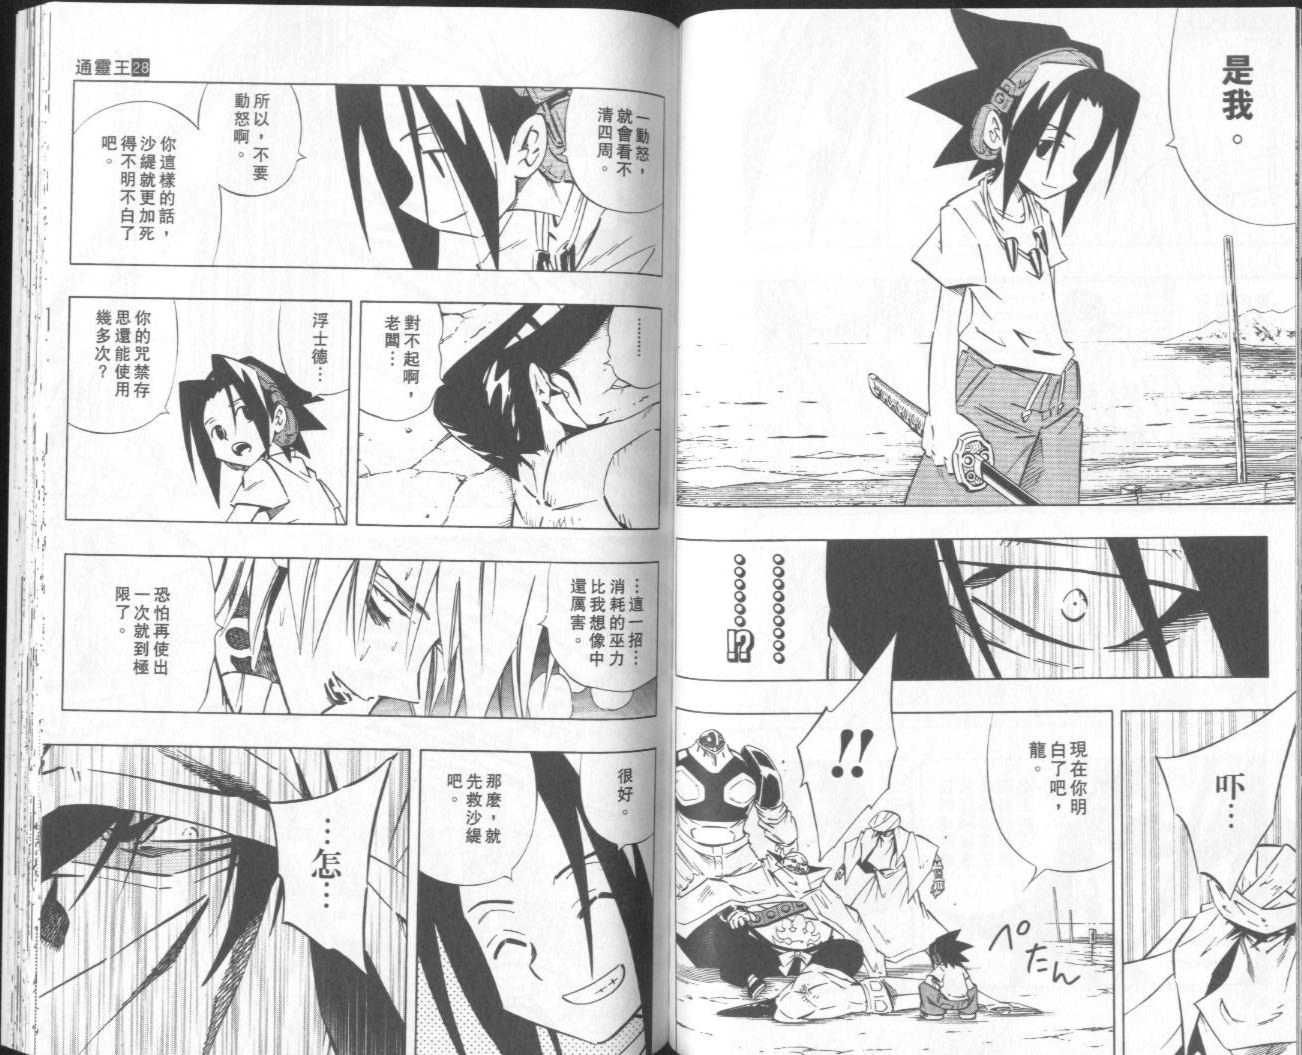 是我。
………
………!?
吓…
!!
現在你明
白了吧，
龍。
ぺたん
通靈王28
一動怒，
就會看不
清四周。
所以，不要
動怒啊。
你這樣的話，
沙緹就更加死
得不明不白了
吧。
………
對不起啊，
老闆…
浮士德…
你的咒禁存
思還能使用
幾多次？
…這一招…
消耗的巫力
比我想像中
還厲害。
恐怕再使出
一次就到極
限了。
很好。
那麼，就
先救沙緹
吧。
…怎…